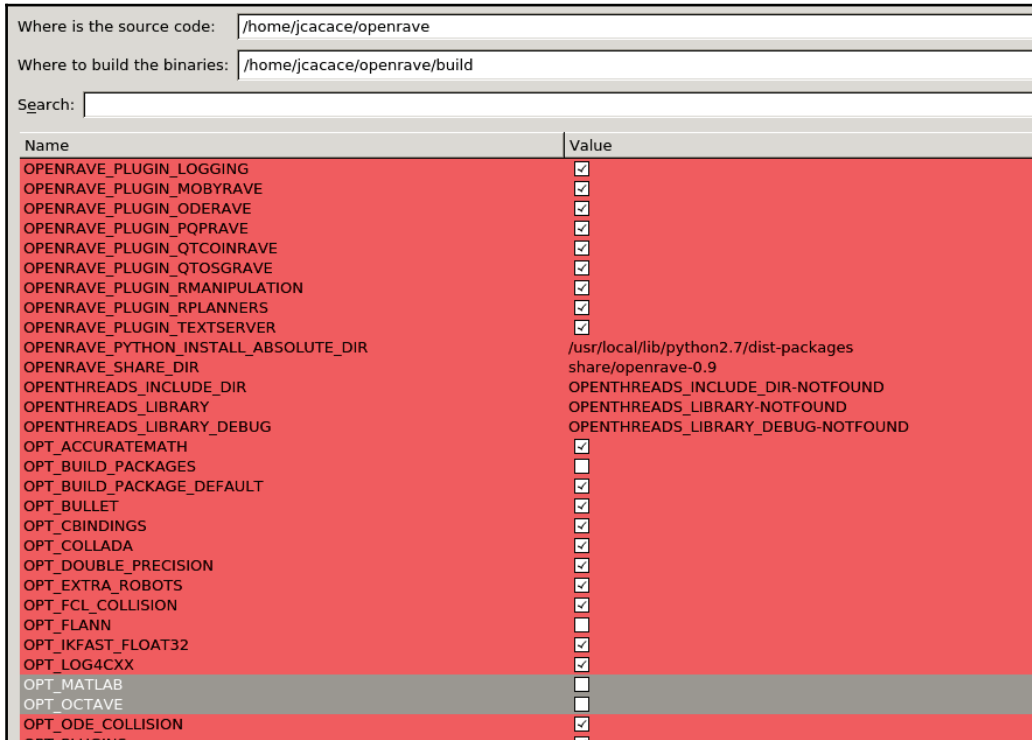 Where is the source code: /home/jcacace/openrave
Where to build the binaries: /home/jcacace/openrave/build
Search:
Name Value
OPENRAVE_PLUGIN_LOGGING
OPENRAVE_PLUGIN_MOBYRAVE
OPENRAVE_PLUGIN_ODERAVE
OPENRAVE_PLUGIN_PQPRAVE
OPENRAVE_PLUGIN_QTCOINRAVE
OPENRAVE_PLUGIN_QTOSGRAVE
OPENRAVE_PLUGIN_RMANIPULATION
OPENRAVE_PLUGIN_RPLANNERS
OPENRAVE_PLUGIN_TEXTSERVER
OPENRAVE_PYTHON_INSTALL_ABSOLUTE_DIR /usr/local/lib/python2.7/dist-packages
OPENRAVE_SHARE_DIR share/openrave-0.9
OPENTHREADS_INCLUDE_DIR OPENTHREADS_INCLUDE_DIR-NOTFOUND
OPENTHREADS_LIBRARY OPENTHREADS_LIBRARY-NOTFOUND
OPENTHREADS_LIBRARY_DEBUG OPENTHREADS_LIBRARY_DEBUG-NOTFOUND
OPT_ACCURATEMATH
OPT_BUILD_PACKAGES
OPT_BUILD_PACKAGE_DEFAULT
OPT_BULLET
OPT_CBINDINGS
OPT_COLLADA
OPT_DOUBLE_PRECISION
OPT_EXTRA_ROBOTS
OPT_FCL_COLLISION
OPT_FLANN
OPT_IKFAST_FLOAT32
OPT_LOG4CXX
OPT_MATLAB
OPT_OCTAVE
OPT_ODE_COLLISION